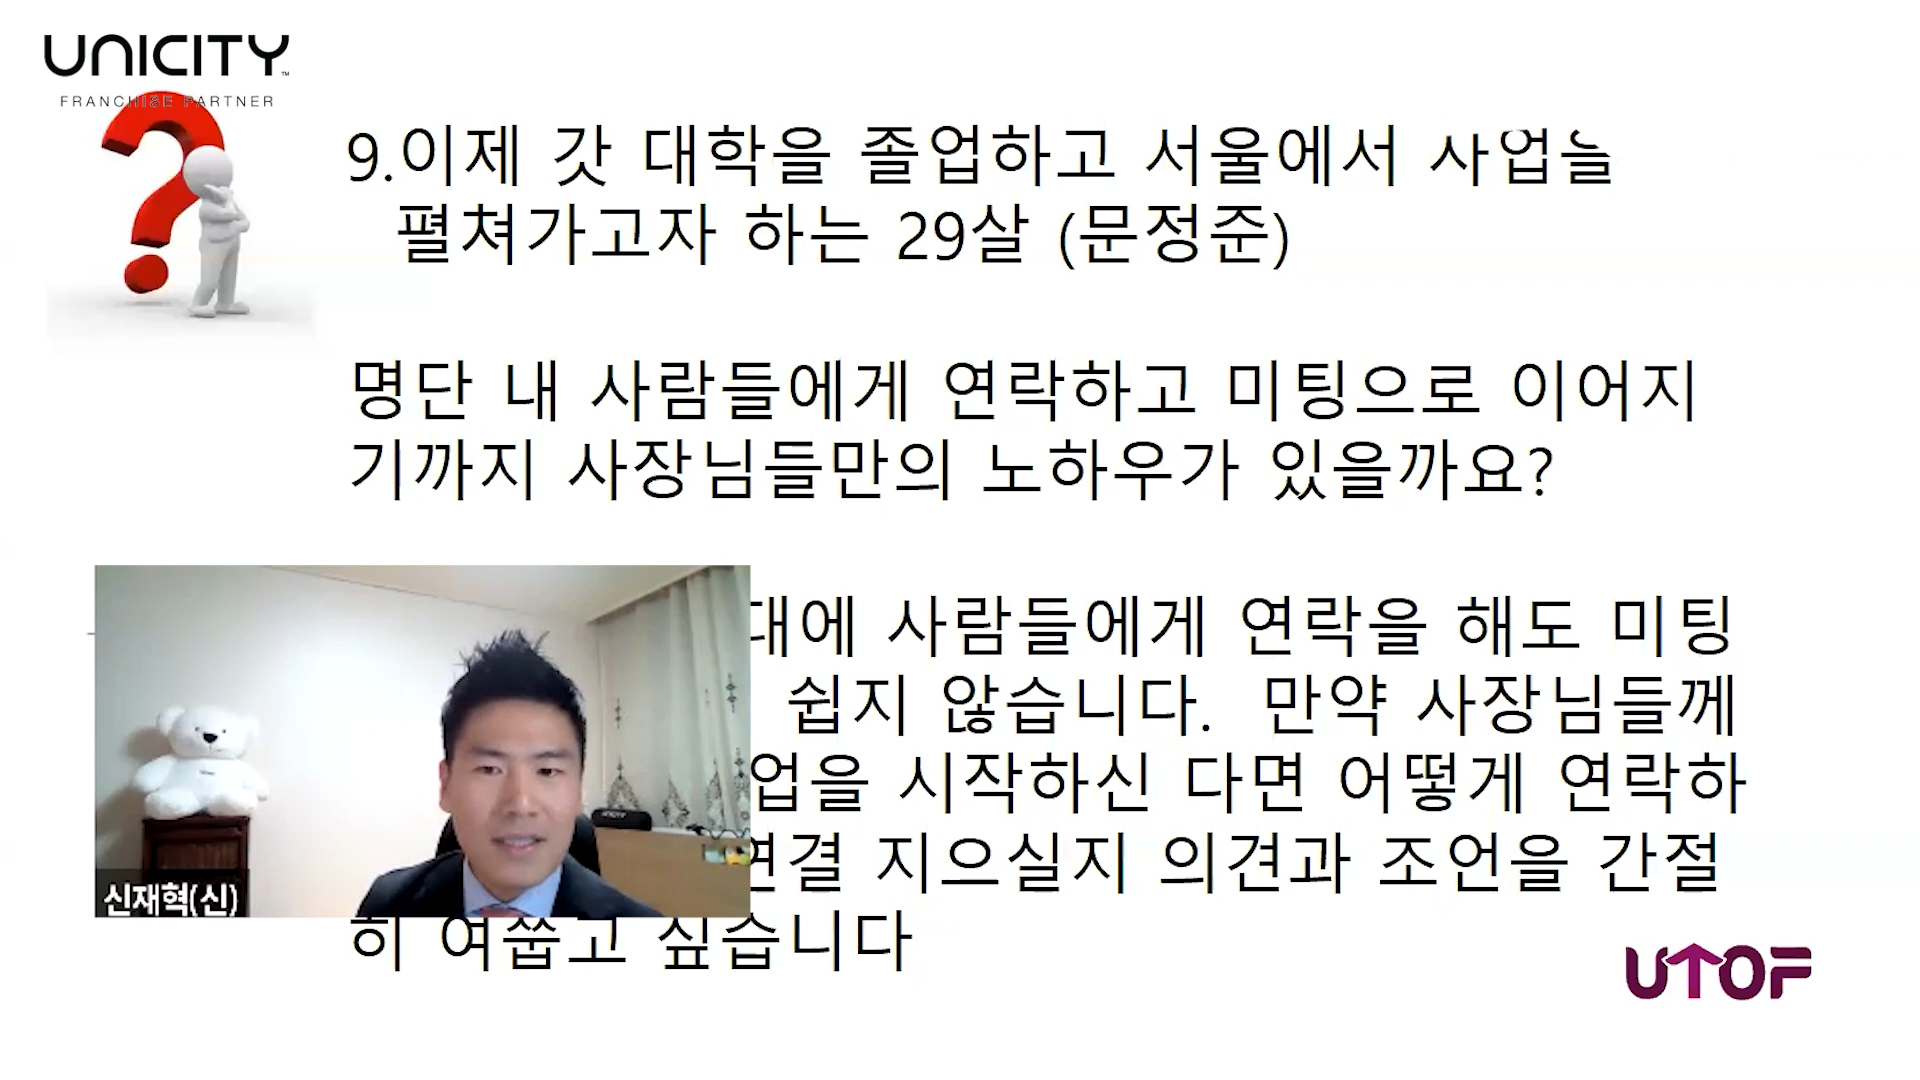 UNICITY
FRANCHISE PARTNER
9.이제 갓 대학을 졸업하고 서울에서 사업을
펼쳐가고자 하는 29살 (문정준)
명단 내 사람들에게 연락하고 미팅으로 이어지
기까지 사장님들만의 노하우가 있을까요?
대에 사람들에게 연락을 해도 미팅
쉽지 않습니다. 만약 사장님들께
업을 시작하신 다면 어떻게 연락하
연결 지으실지 의견과 조언을 간절
히 여쭙고 싶습니다
신재혁(신)
UTOF